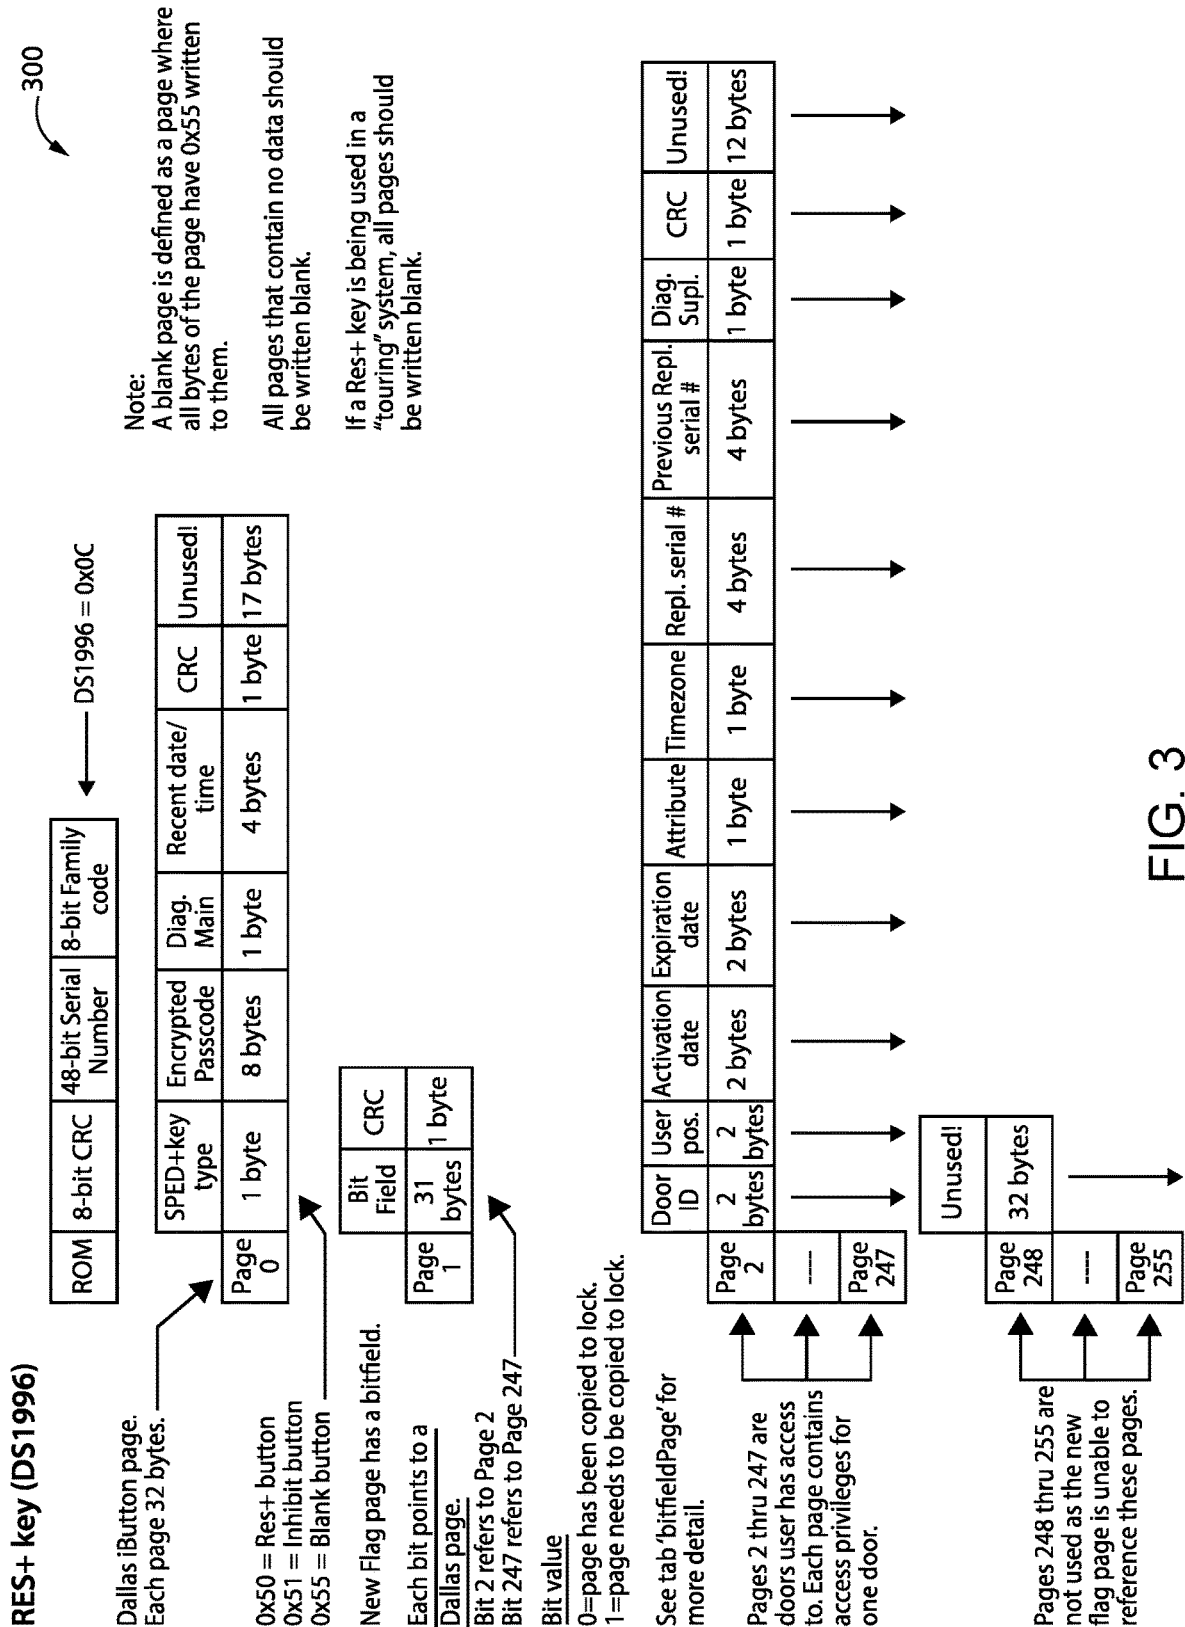 RES+ key (DS1996)
300
ROM
8-bit CRC
48-bit Serial
Number
8-bit Family
code
DS1996 = 0x0C
Dallas iButton page.
Each page 32 bytes.
Note:
A blank page is defined as a page where
all bytes of the page have 0x55 written
to them.
All pages that contain no data should
be written blank.
If a Res+ key is being used in a
“touring” system, all pages should
be written blank.
SPED+key
type
Encrypted
Passcode
Diag.
Main
Recent date/
time
CRC
Unused!
Page
0
1 byte
8 bytes
1 byte
4 bytes
1 byte
17 bytes
0x50 = Res+ button
0x51 = Inhibit button
0x55 = Blank button
New Flag page has a bitfield.
Bit
Field
CRC
Page
1
31
bytes
1 byte
Each bit points to a
Dallas page.
Bit 2 refers to Page 2
Bit 247 refers to Page 247
Bit value
0=page has been copied to lock.
1=page needs to be copied to lock.
See tab 'bitfieldPage' for
more detail.
Door
ID
User
pos.
Activation
date
Expiration
date
Attribute
Timezone
Repl. serial #
Previous Repl.
serial #
Diag.
Supl.
CRC
Unused!
Page
2
2
bytes
2
bytes
2 bytes
2 bytes
1 byte
1 byte
4 bytes
4 bytes
1 byte
1 byte
12 bytes
----
Page
247
Pages 2 thru 247 are
doors user has access
to. Each page contains
access privileges for
one door.
Unused!
Page
248
32 bytes
----
Page
255
Pages 248 thru 255 are
not used as the new
flag page is unable to
reference these pages.
FIG. 3